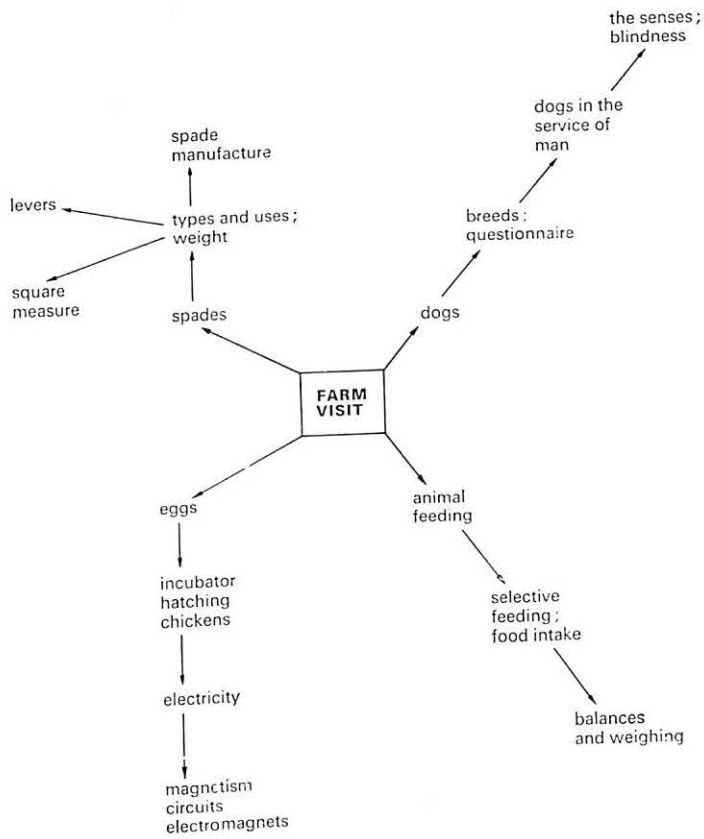 the senses;
blindness
dogs in the
service of
man
spade
manufacture
levers
types and uses;
weight
breeds;
questionnaire
square
measure
spades
dogs
FARM
VISIT
eggs
animal
feeding
incubator
hatching
chickens
selective
feeding;
food intake
electricity
balances
and weighing
magnetism
circuits
electromagnets